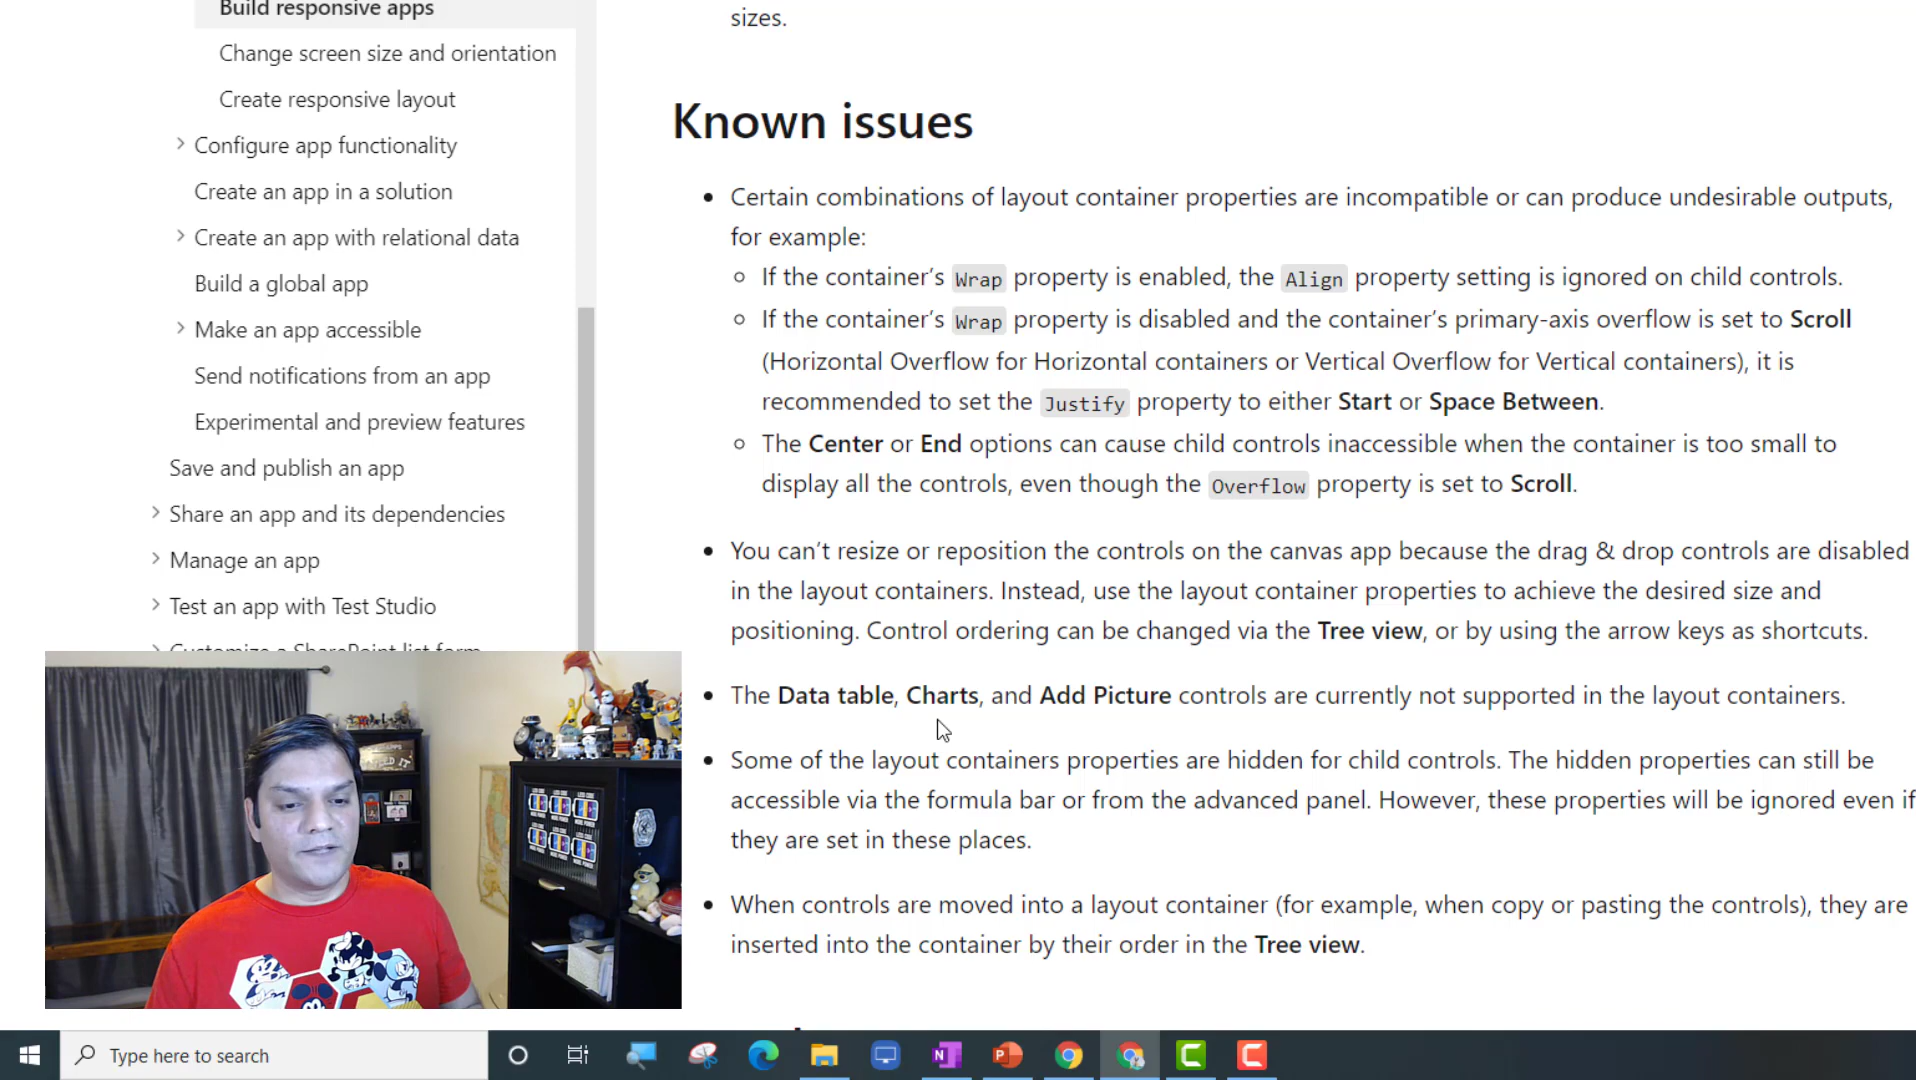 Build responsive apps
Change screen size and orientation
Create responsive layout
Configure app functionality
Create an app in a solution
Create an app with relational data
Build a global app
Make an app accessible
Send notifications from an app
Experimental and preview features
Save and publish an app
Share an app and its dependencies
Manage an app
Test an app with Test Studio
Customize a SharePoint list form
sizes.
Known issues
• Certain combinations of layout container properties are incompatible or can produce undesirable outputs,
for example:
○ If the container’s Wrap property is enabled, the Align property setting is ignored on child controls.
○ If the container’s Wrap property is disabled and the container’s primary-axis overflow is set to Scroll
(Horizontal Overflow for Horizontal containers or Vertical Overflow for Vertical containers), it is
recommended to set the Justify property to either Start or Space Between.
○ The Center or End options can cause child controls inaccessible when the container is too small to
display all the controls, even though the Overflow property is set to Scroll.
• You can’t resize or reposition the controls on the canvas app because the drag & drop controls are disabled
in the layout containers. Instead, use the layout container properties to achieve the desired size and
positioning. Control ordering can be changed via the Tree view, or by using the arrow keys as shortcuts.
• The Data table, Charts, and Add Picture controls are currently not supported in the layout containers.
• Some of the layout containers properties are hidden for child controls. The hidden properties can still be
accessible via the formula bar or from the advanced panel. However, these properties will be ignored even if
they are set in these places.
• When controls are moved into a layout container (for example, when copy or pasting the controls), they are
inserted into the container by their order in the Tree view.
Type here to search